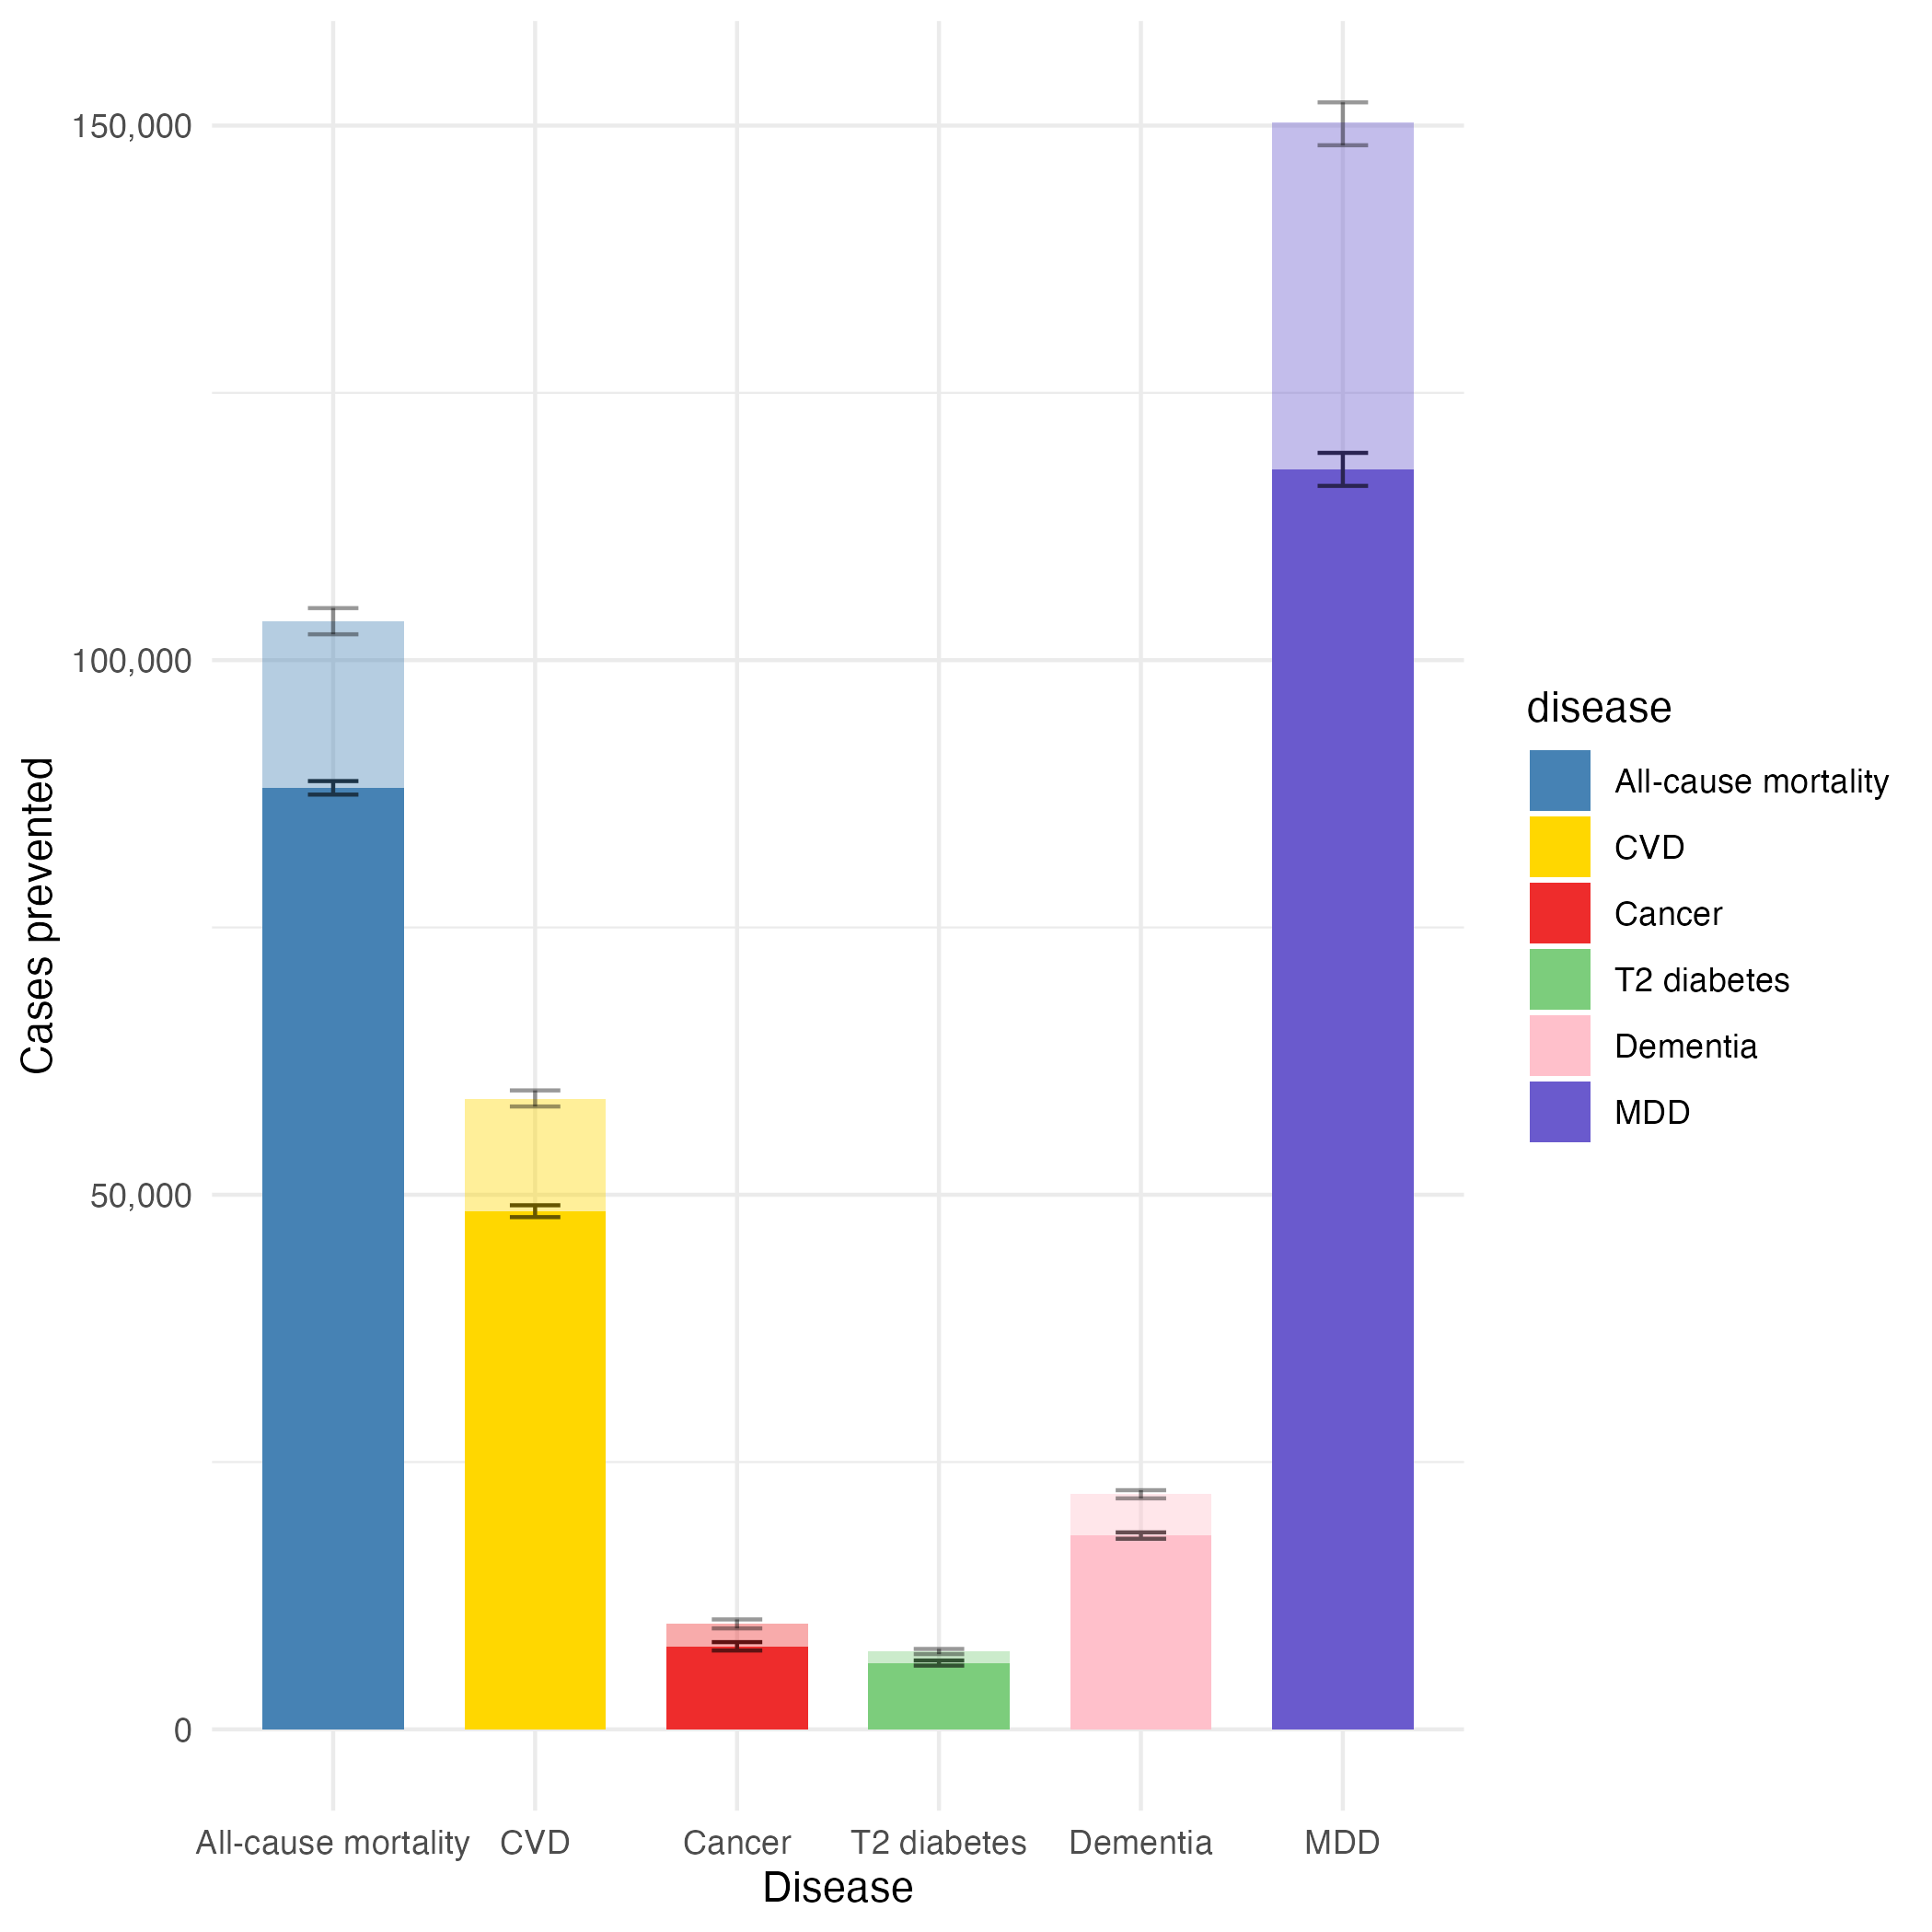 150,000
100,000
50,000
0
Cases prevented
All-cause mortality
CVD
Cancer
T2 diabetes
Dementia
MDD
Disease
disease
All-cause mortality
CVD
Cancer
T2 diabetes
Dementia
MDD